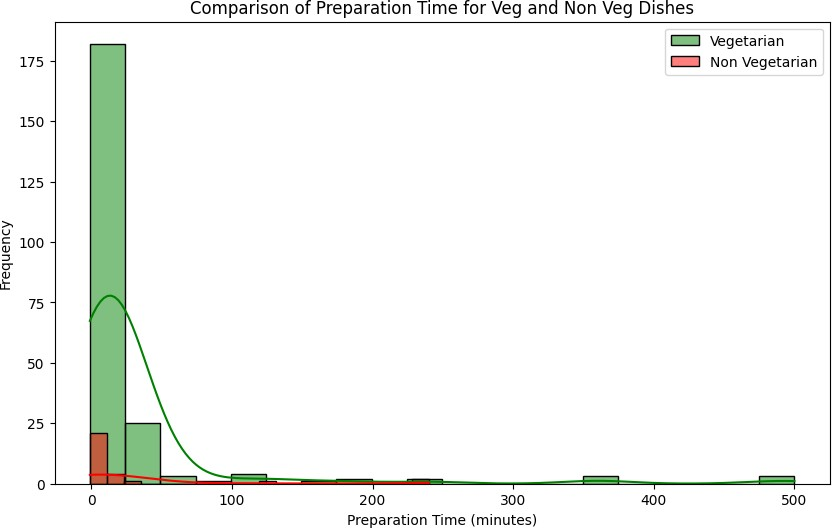 Comparison of Preparation Time for Veg and Non Veg Dishes
Vegetarian
Non Vegetarian
175
150
125
100
75
50
25
0
Frequency
0 100 200 300 400 500
Preparation Time (minutes)